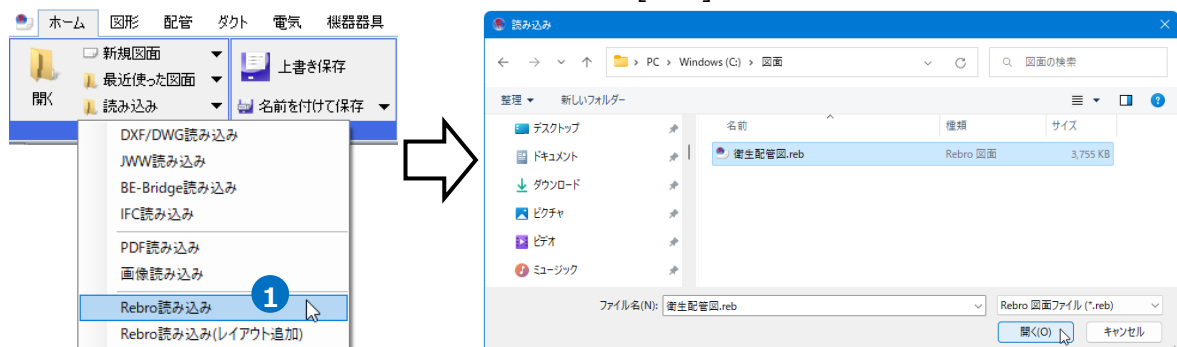 ホーム 図形 配管 ダクト 電気 機器器具
開く
新規図面
最近使った図面
読み込み
上書き保存
名前を付けて保存
DXF/DWG読み込み
JWW読み込み
BE-Bridge読み込み
IFC読み込み
PDF読み込み
画像読み込み
Rebro読み込み
1
Rebro読み込み(レイアウト追加)
読み込み
PC › Windows (C:) › 図面
図面の検索
整理 新しいフォルダー
デスクトップ
ドキュメント
ダウンロード
ピクチャ
ビデオ
ミュージック
名前 種類 サイズ
衛生配管図.reb Rebro 図面 3,755 KB
ファイル名(N): 衛生配管図.reb Rebro 図面ファイル (*.reb)
開く(O) キャンセル